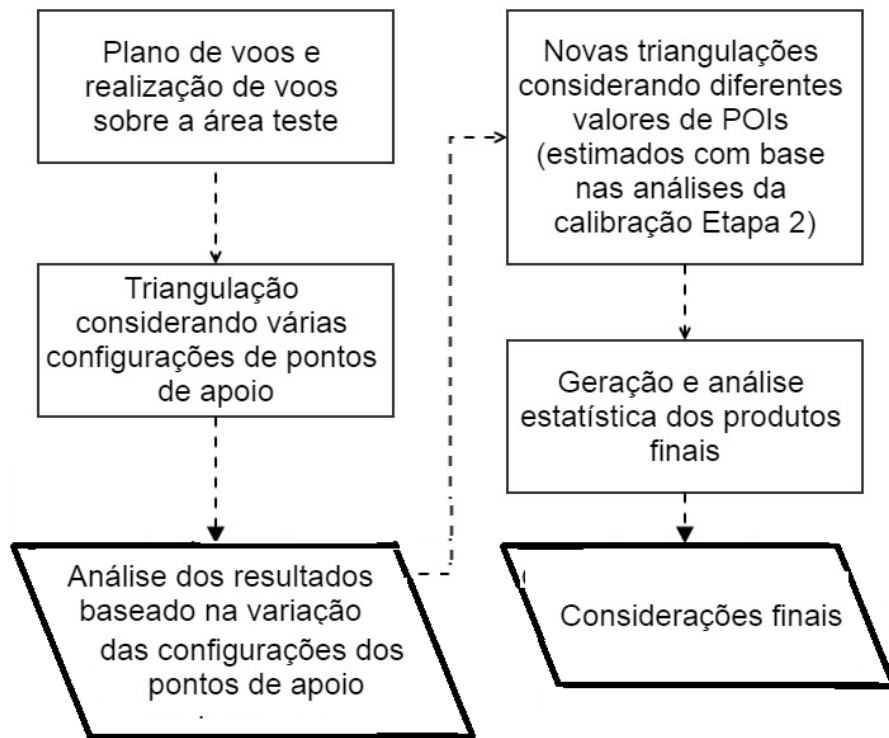 Plano de voos e
realização de voos
sobre a área teste
Triangulação
considerando várias
configurações de pontos
de apoio
Análise dos resultados
baseado na variação
das configurações dos
pontos de apoio
Novas triangulações
considerando diferentes
valores de POIs
(estimados com base
nas análises da
calibração Etapa 2)
Geração e análise
estatística dos produtos
finais
Considerações finais